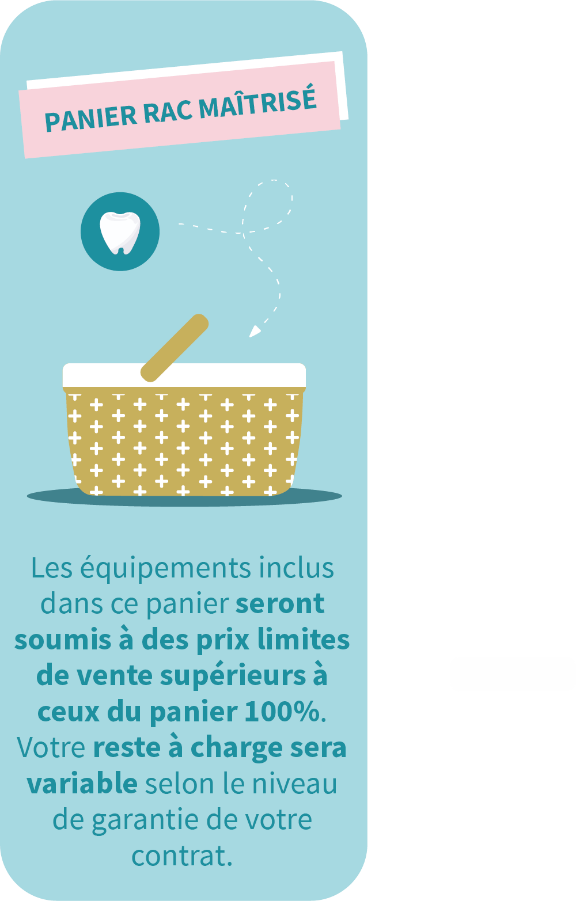 PANIER RAC MAÎTRISÉ
Les équipements inclus
dans ce panier seront
soumis à des prix limites
de vente supérieurs à
ceux du panier 100%.
Votre reste à charge sera
variable selon le niveau
de garantie de votre
contrat.